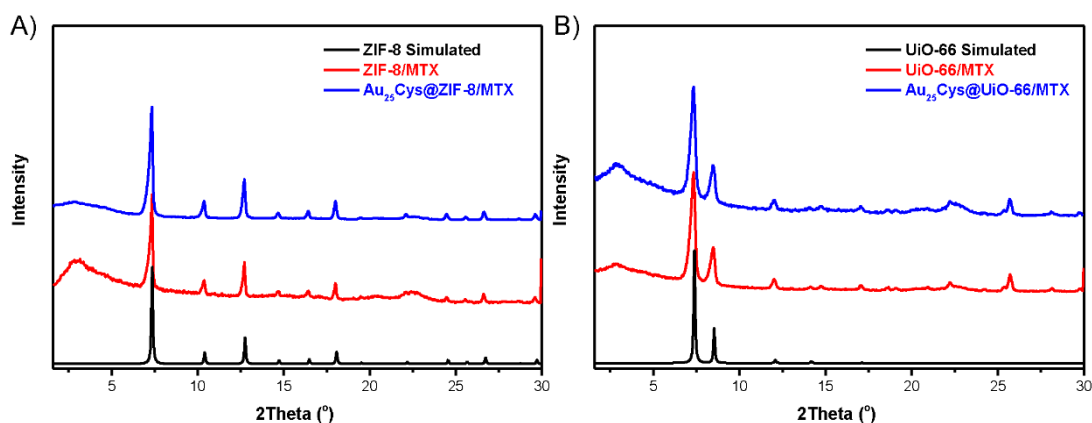 A)
ZIF-8 Simulated
ZIF-8/MTX
Au₂₅Cys@ZIF-8/MTX
Intensity
5 10 15 20 25 30
2Theta (°)
B)
UiO-66 Simulated
UiO-66/MTX
Au₂₅Cys@UiO-66/MTX
Intensity
5 10 15 20 25 30
2Theta (°)